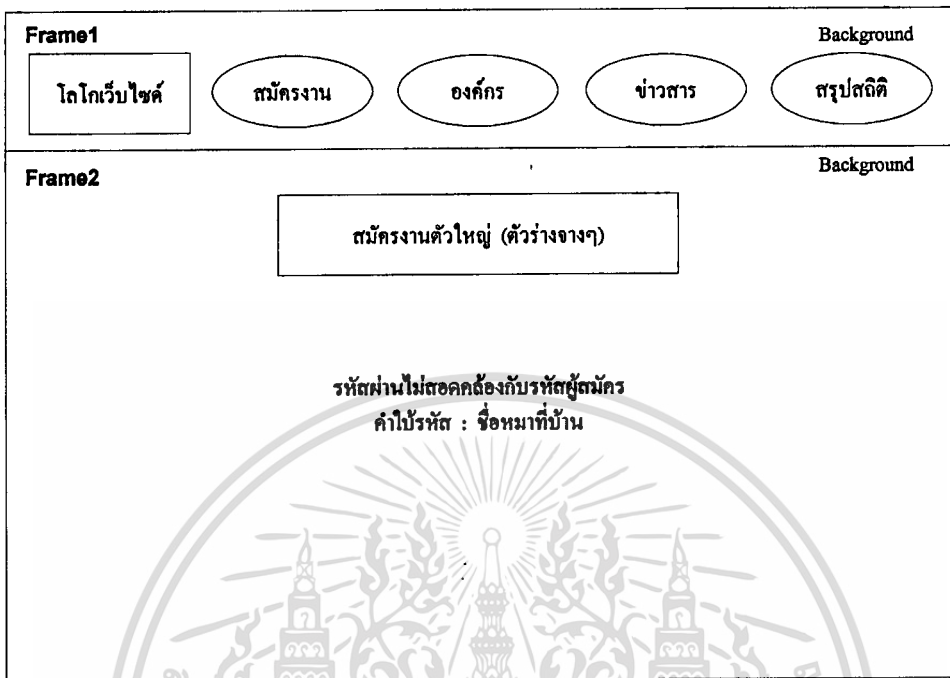 Frame1 Background
โลโกเว็บไซต์ สมัครงาน องค์กร ข่าวสาร สรุปสถิติ
Frame2 Background
สมัครงานตัวใหญ่ (ตัวร่างจางๆ)
รหัสผ่านไม่สอดคล้องกับรหัสผู้สมัคร
คำใบ้รหัส : ชื่อหมาที่บ้าน